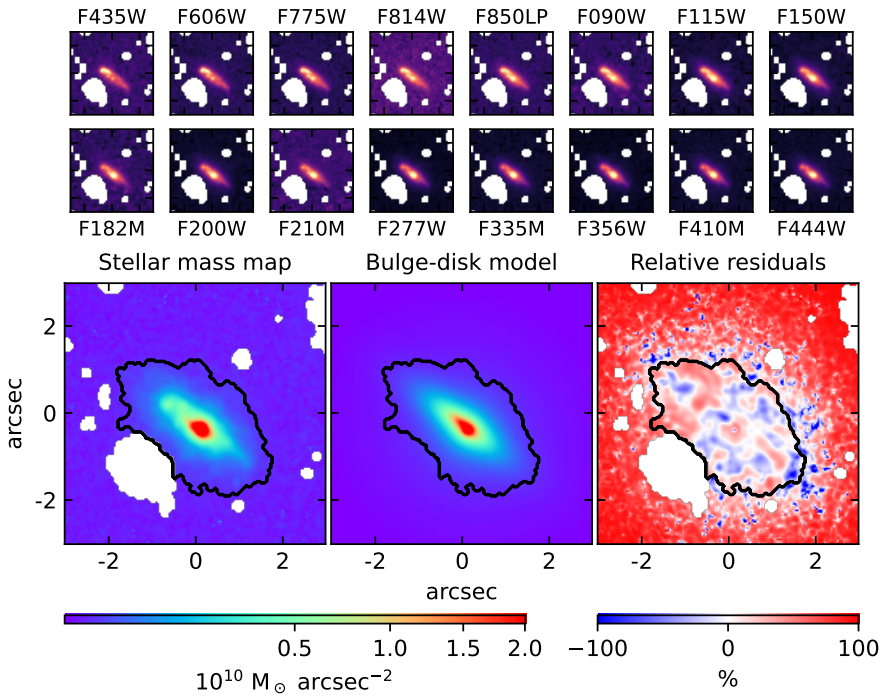 F435W F606W F775W F814W F850LP F090W F115W F150W
F182M F200W F210M F277W F335M F356W F410M F444W
Stellar mass map Bulge-disk model Relative residuals
2
0
-2
arcsec
-2 0 2 -2 0 2 -2 0 2
arcsec
0.5 1.0 1.5 2.0 −100 0 100
10¹⁰ M☉ arcsec⁻² %